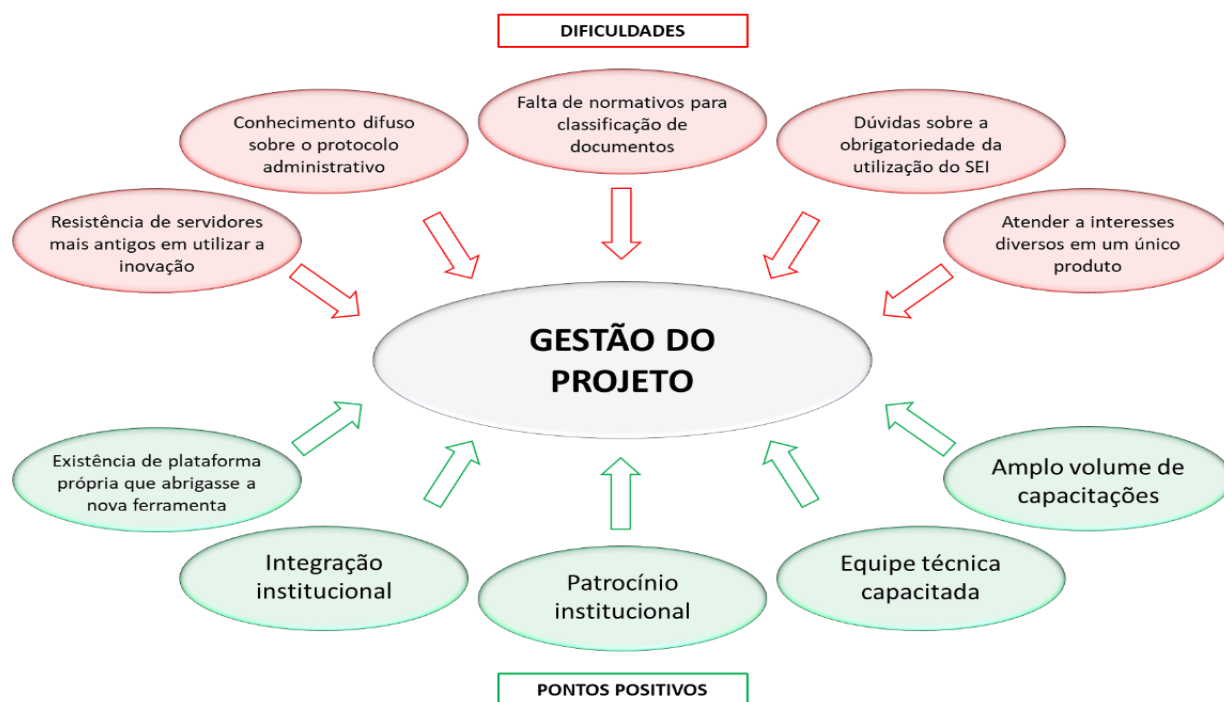 DIFICULDADES
Falta de normativos para
classificação de
documentos
Conhecimento difuso
sobre o protocolo
administrativo
Dúvidas sobre a
obrigatoriedade da
utilização do SEI
Resistência de servidores
mais antigos em utilizar a
inovação
Atender a interesses
diversos em um único
produto
GESTÃO DO
PROJETO
Existência de plataforma
própria que abrigasse a
nova ferramenta
Amplo volume de
capacitações
Integração
institucional
Patrocínio
institucional
Equipe técnica
capacitada
PONTOS POSITIVOS